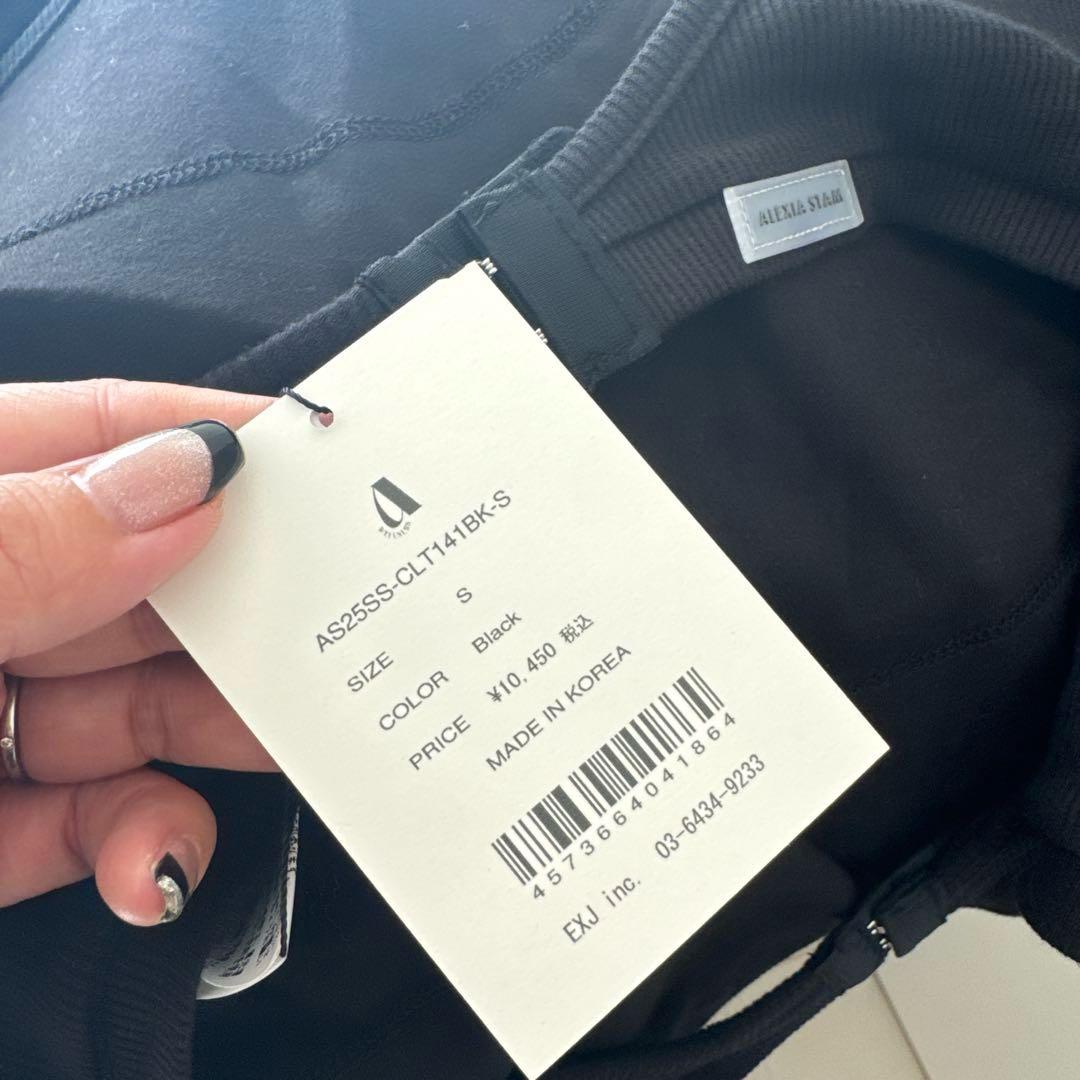 ALEXIA STAM
AS25SS-CLT141BK-S
SIZE S
COLOR Black
PRICE ¥10,450 税込
MADE IN KOREA
4573664041864
EXJ inc. 03-6434-9233